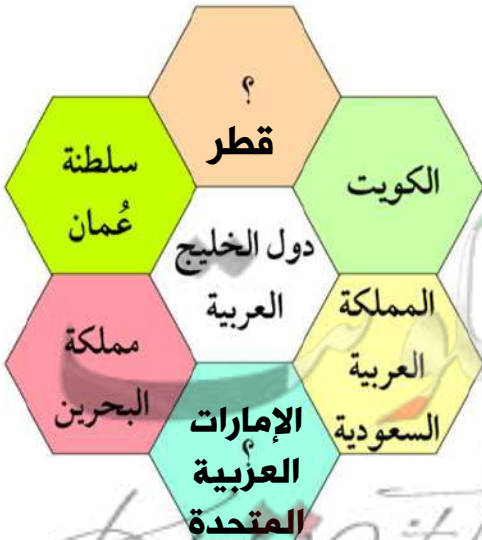 ؟
قطر
الكويت
سلطنة
عُمان
دول الخليج
العربية
المملكة
العربية
السعودية
مملكة
البحرين
الإمارات
؟
العربية
المتحدة